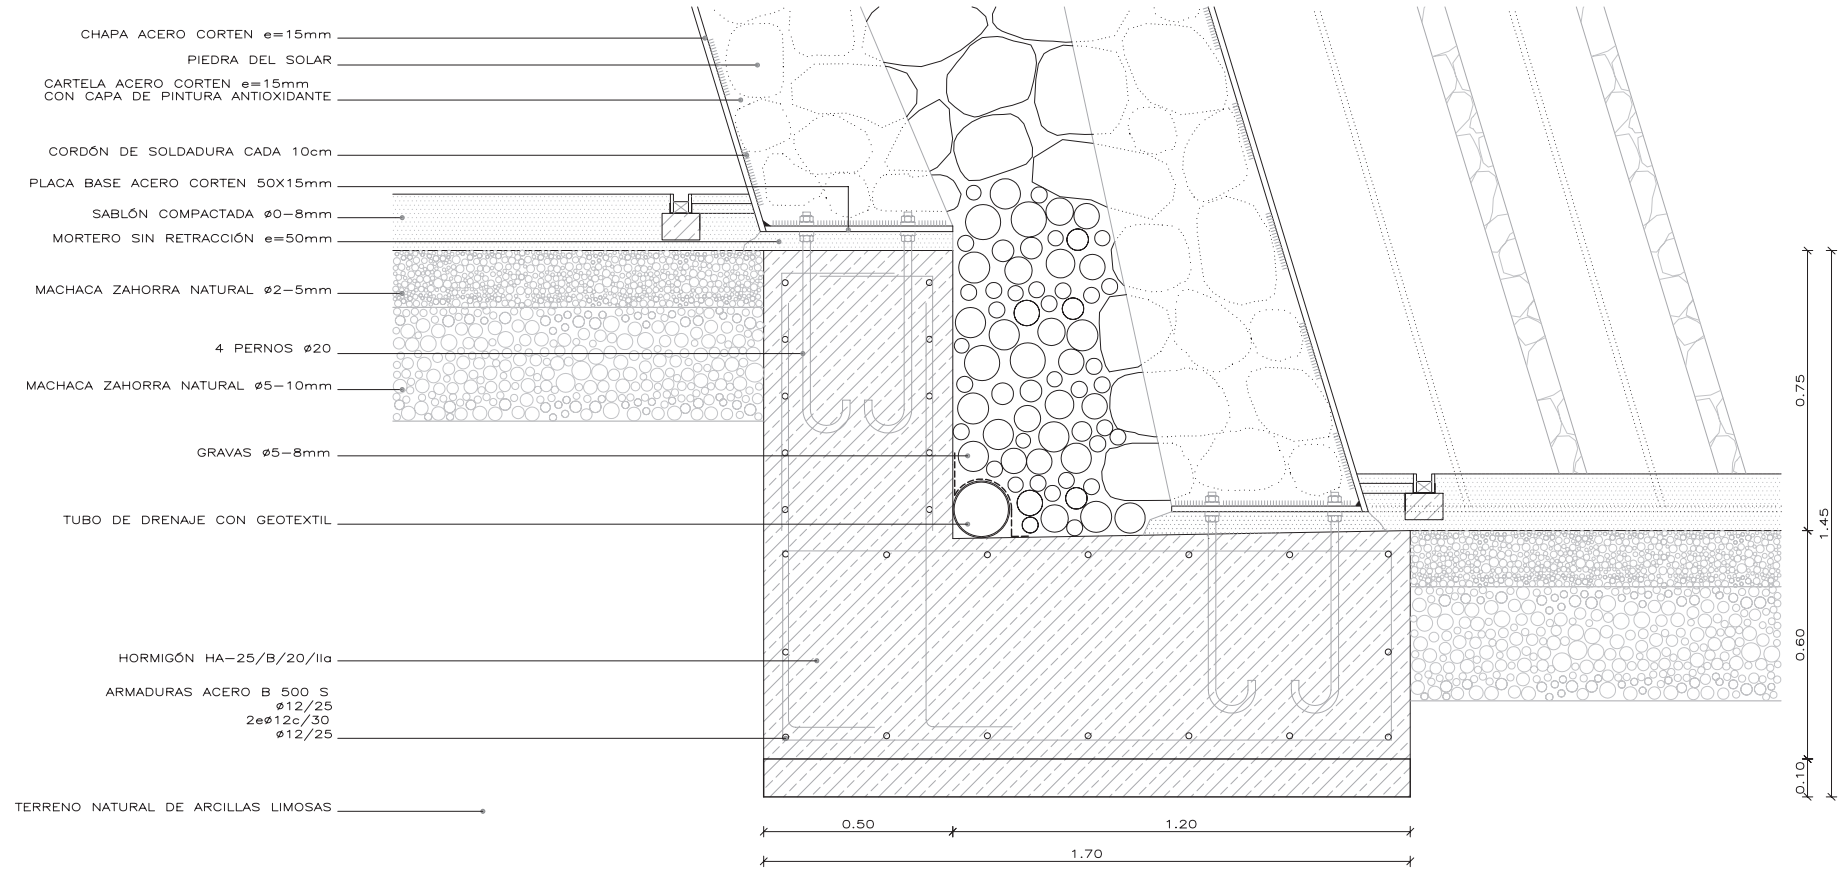 CHAPA ACERO CORTEN e=15mm
PIEDRA DEL SOLAR
CARTELA ACERO CORTEN e=15mm
CON CAPA DE PINTURA ANTIOXIDANTE
CORDÓN DE SOLDADURA CADA 10cm
PLACA BASE ACERO CORTEN 50X15mm
SABLÓN COMPACTADA ø0-8mm
MORTERO SIN RETRACCIÓN e=50mm
MACHACA ZAHORRA NATURAL ø2-5mm
4 PERNOS ø20
MACHACA ZAHORRA NATURAL ø5-10mm
GRAVAS ø5-8mm
TUBO DE DRENAJE CON GEOTEXTIL
HORMIGÓN HA-25/B/20/IIa
ARMADURAS ACERO B 500 S
ø12/25
2eø12c/30
ø12/25
TERRENO NATURAL DE ARCILLAS LIMOSAS
0.50
1.20
1.70
0.75
1.45
0.60
0.10